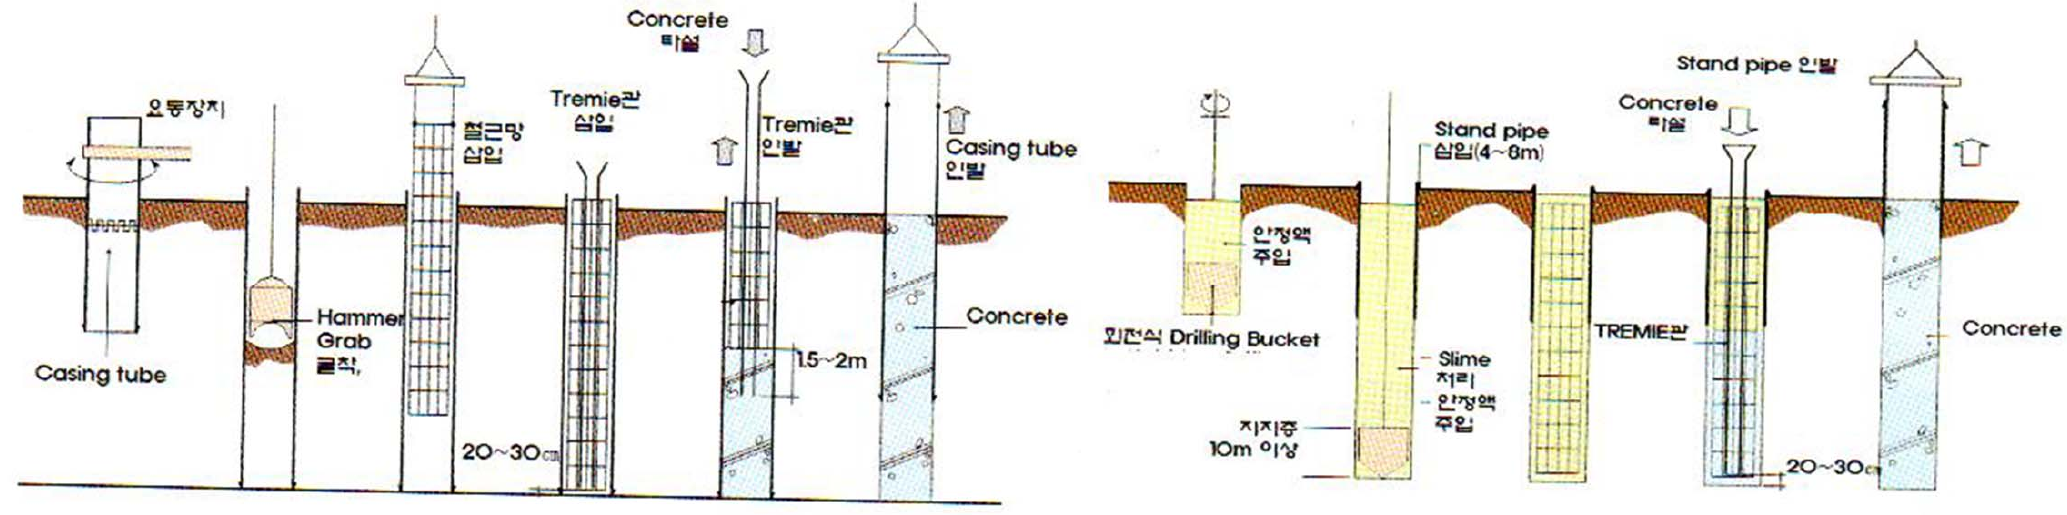 요동장치
Casing tube
Hammer
Grab
굴착,
철근망
삽입
Tremie관
삽입
20~30cm
Concrete
타설
Tremie관
인발
1.5~2m
Casing tube
인발
Concrete
안정액
주입
회전식 Drilling Bucket
Stand pipe
삽입(4~8m)
Slime
처리
안정액
주입
지지층
10m 이상
Stand pipe 인발
Concrete
타설
TREMIE관
20~30cm
Concrete